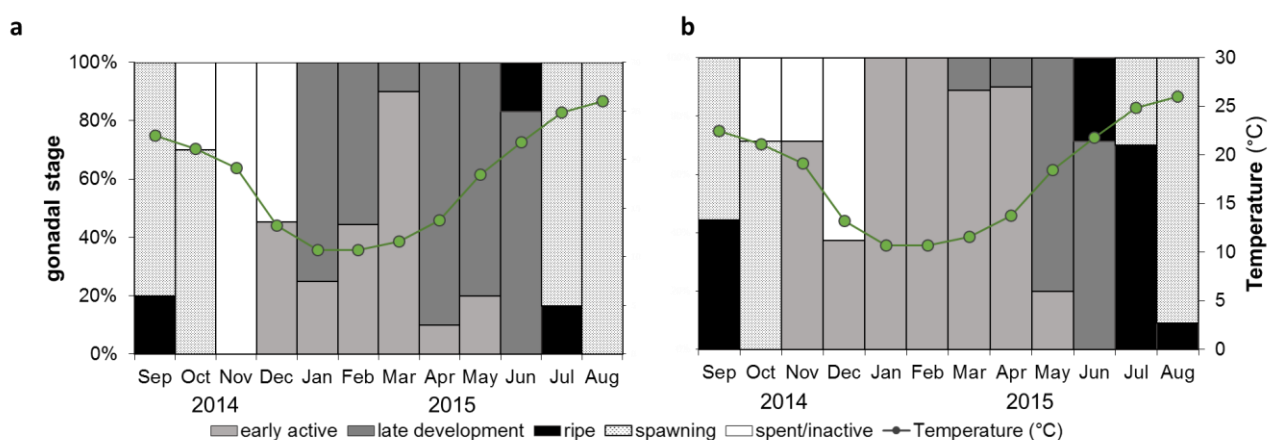 a
b
100%
80%
60%
40%
20%
0%
gonadal stage
30
25
20
15
10
5
0
Temperature (°C)
Sep Oct Nov Dec Jan Feb Mar Apr May Jun Jul Aug
Sep Oct Nov Dec Jan Feb Mar Apr May Jun Jul Aug
2014 2015
2014 2015
early active late development ripe spawning spent/inactive Temperature (°C)